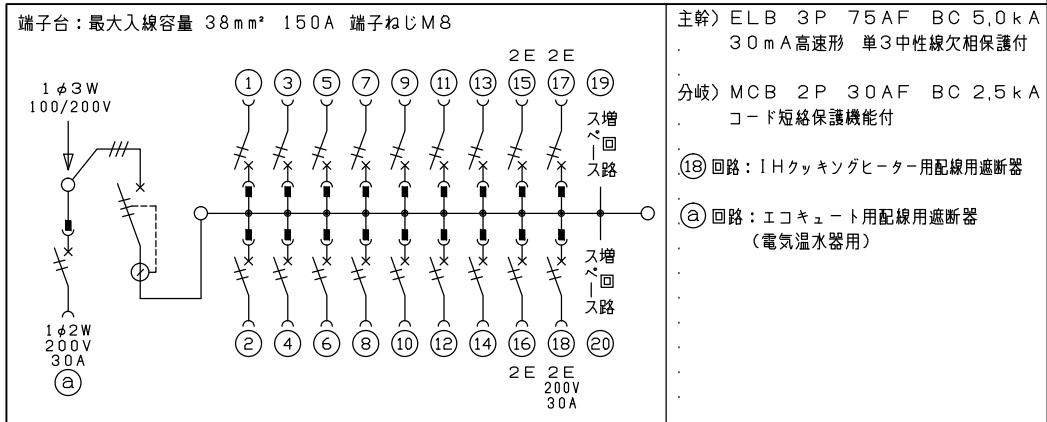 端子台：最大入線容量 38mm² 150A 端子ねじM8
2E 2E
① ③ ⑤ ⑦ ⑨ ⑪ ⑬ ⑮ ⑰ ⑲
1φ3W
100/200V
増回路
スペース
増回路
スペース
② ④ ⑥ ⑧ ⑩ ⑫ ⑭ ⑯ ⑱ ⑳
2E 2E
200V
30A
1φ2W
200V
30A
ⓐ
主幹）ELB 3P 75AF BC 5,0kA
. 30mA高速形 単3中性線欠相保護付
.
分岐）MCB 2P 30AF BC 2,5kA
. コード短絡保護機能付
.
⑱回路：IHクッキングヒーター用配線用遮断器
.
ⓐ回路：エコキュート用配線用遮断器
. （電気温水器用）
.
.
.
.
.
.